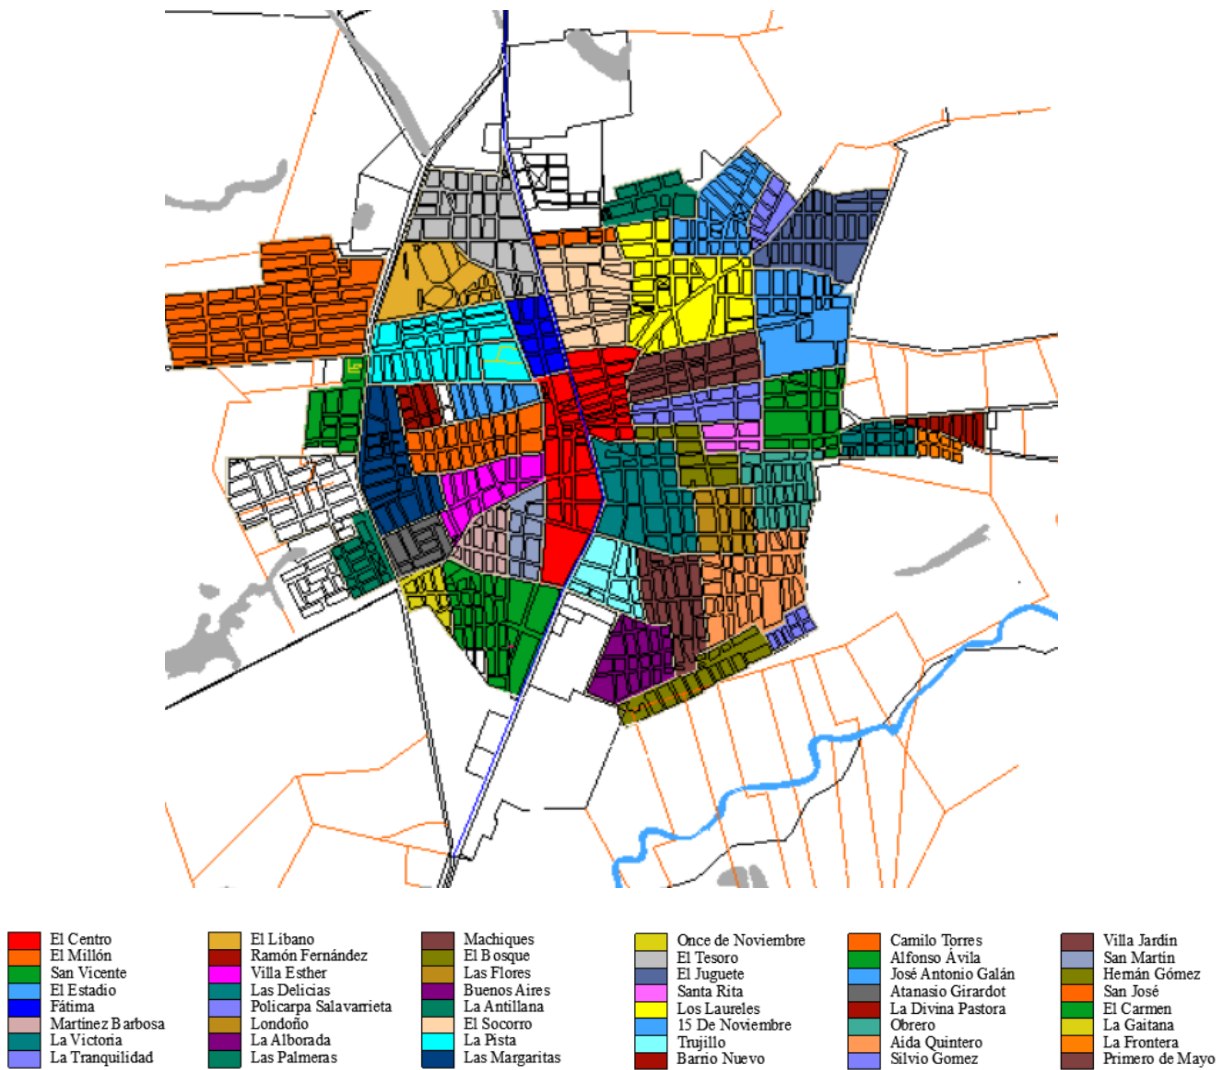 El Centro
El Millón
San Vicente
El Estadio
Fátima
Martínez Barbosa
La Victoria
La Tranquilidad
El Líbano
Ramón Fernández
Villa Esther
Las Delicias
Policarpa Salavarrieta
Londoño
La Alborada
Las Palmeras
Machiques
El Bosque
Las Flores
Buenos Aires
La Antillana
El Socorro
La Pista
Las Margaritas
Once de Noviembre
El Tesoro
El Juguete
Santa Rita
Los Laureles
15 De Noviembre
Trujillo
Barrio Nuevo
Camilo Torres
Alfonso Ávila
José Antonio Galán
Atanasio Girardot
La Divina Pastora
Obrero
Aida Quintero
Silvio Gomez
Villa Jardín
San Martin
Hernán Gómez
San José
El Carmen
La Gaitana
La Frontera
Primero de Mayo